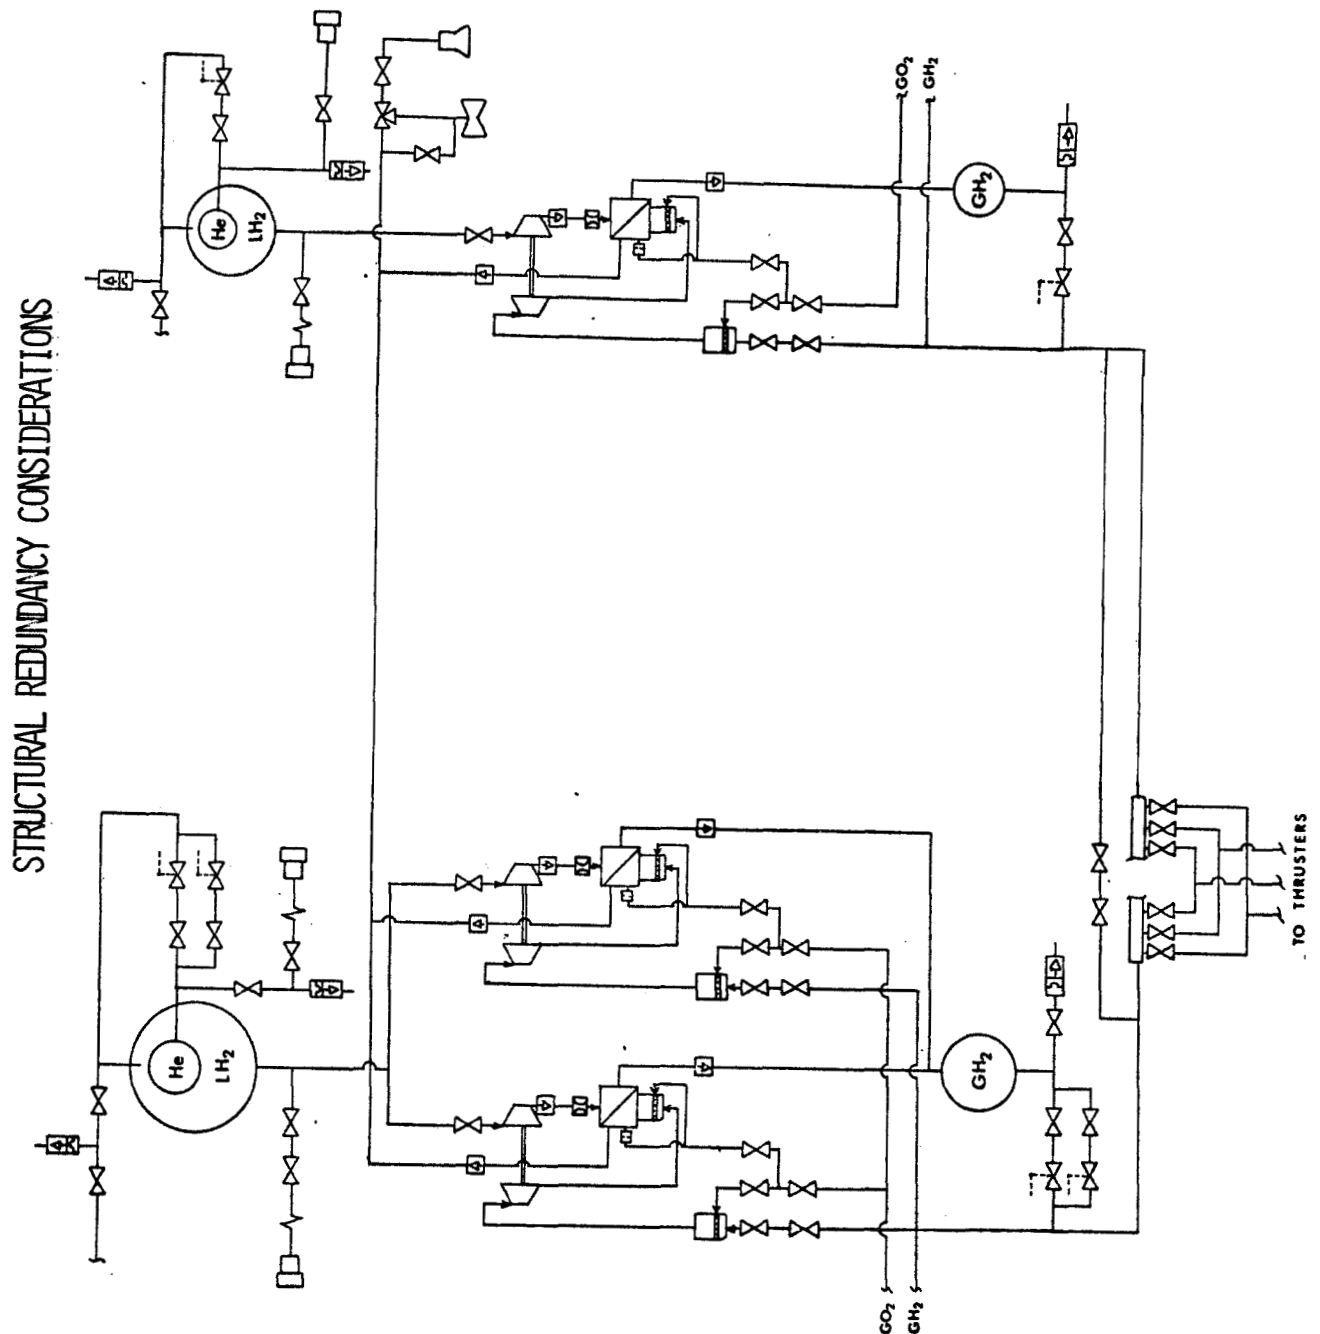 STRUCTURAL REDUNDANCY CONSIDERATIONS
He
LH₂
GO₂
GH₂
GH₂
He
LH₂
GH₂
GO₂
GH₂
TO THRUSTERS